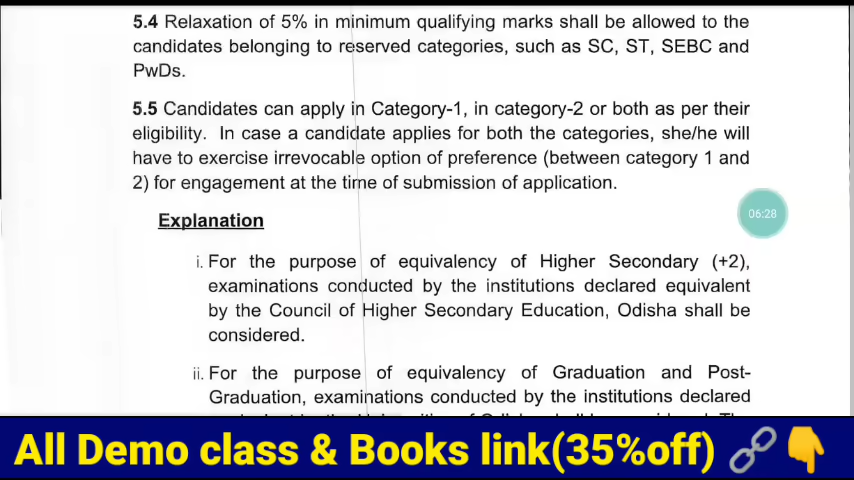 5.4 Relaxation of 5% in minimum qualifying marks shall be allowed to the
candidates belonging to reserved categories, such as SC, ST, SEBC and
PwDs.
5.5 Candidates can apply in Category-1, in category-2 or both as per their
eligibility. In case a candidate applies for both the categories, she/he will
have to exercise irrevocable option of preference (between category 1 and
2) for engagement at the time of submission of application.
06:28
Explanation
i. For the purpose of equivalency of Higher Secondary (+2),
examinations conducted by the institutions declared equivalent
by the Council of Higher Secondary Education, Odisha shall be
considered.
ii. For the purpose of equivalency of Graduation and Post-
Graduation, examinations conducted by the institutions declared
All Demo class & Books link(35%off) 🔗👇